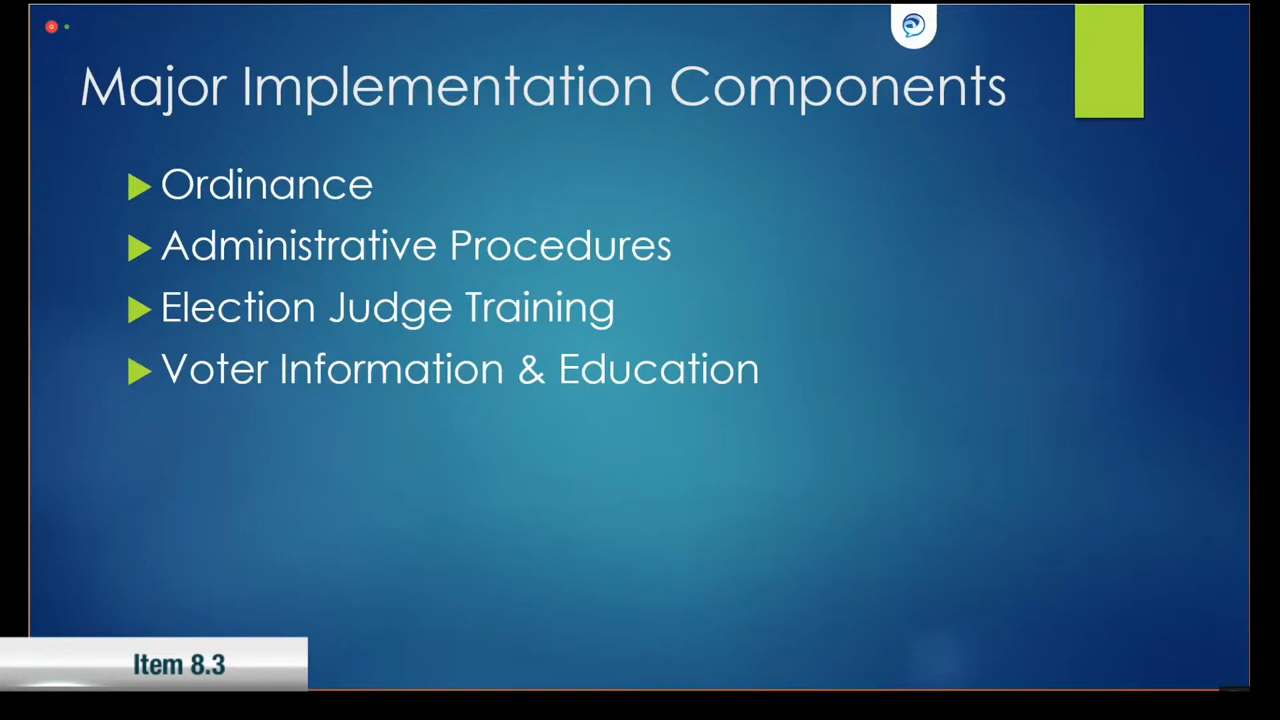 Major Implementation Components
Ordinance
Administrative Procedures
Election Judge Training
Voter Information & Education
Item 8.3